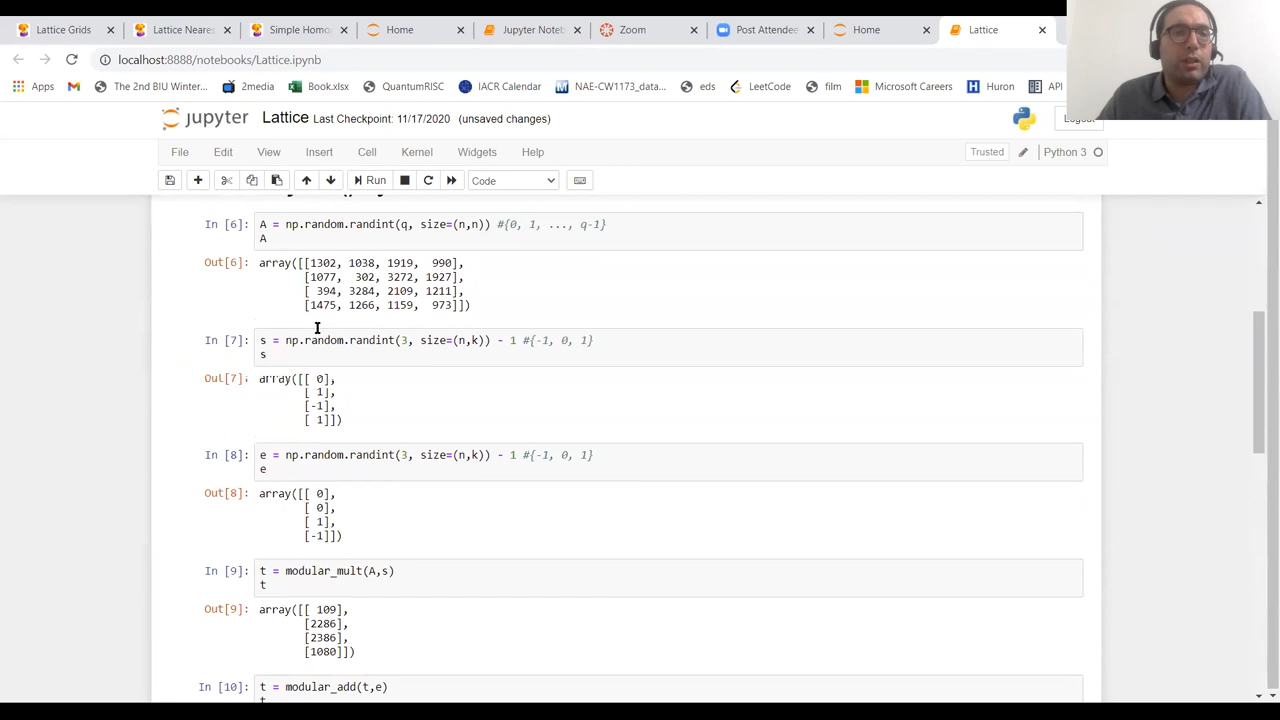 Lattice Grids
Lattice Neares
Simple Homo
Home
Jupyter Noteb
Zoom
Post Attendee
Home
Lattice
localhost:8888/notebooks/Lattice.ipynb
Apps
The 2nd B-Winter...
2medio
Book.xlsx
QuantumRISC
IACR Calendar
NAE-CW1173_data...
eds
LeetCode
film
Microsoft Careers
Huron
API
jupyter Lattice Last Checkpoint: 11/17/2020 (unsaved changes)
Logout
File Edit View Insert Cell Kernel Widgets Help
Trusted Python 3
Run Code
In [6]: A = np.random.randint(q, size=(n,n)) #{0, 1, ..., q-1}
A
Out[6]: array([[1302, 1038, 1919, 990],
[1077, 302, 3272, 1927],
[ 394, 3284, 2109, 1211],
[1475, 1266, 1159, 973]])
In [7]: s = np.random.randint(3, size=(n,k)) - 1 #{-1, 0, 1}
s
Out[7]: array([[ 0],
[ 1],
[-1],
[ 1]])
In [8]: e = np.random.randint(3, size=(n,k)) - 1 #{-1, 0, 1}
e
Out[8]: array([[ 0],
[ 0],
[ 1],
[-1]])
In [9]: t = modular_mult(A,s)
t
Out[9]: array([[ 109],
[2286],
[2386],
[1080]])
In [10]: t = modular_add(t,e)
t